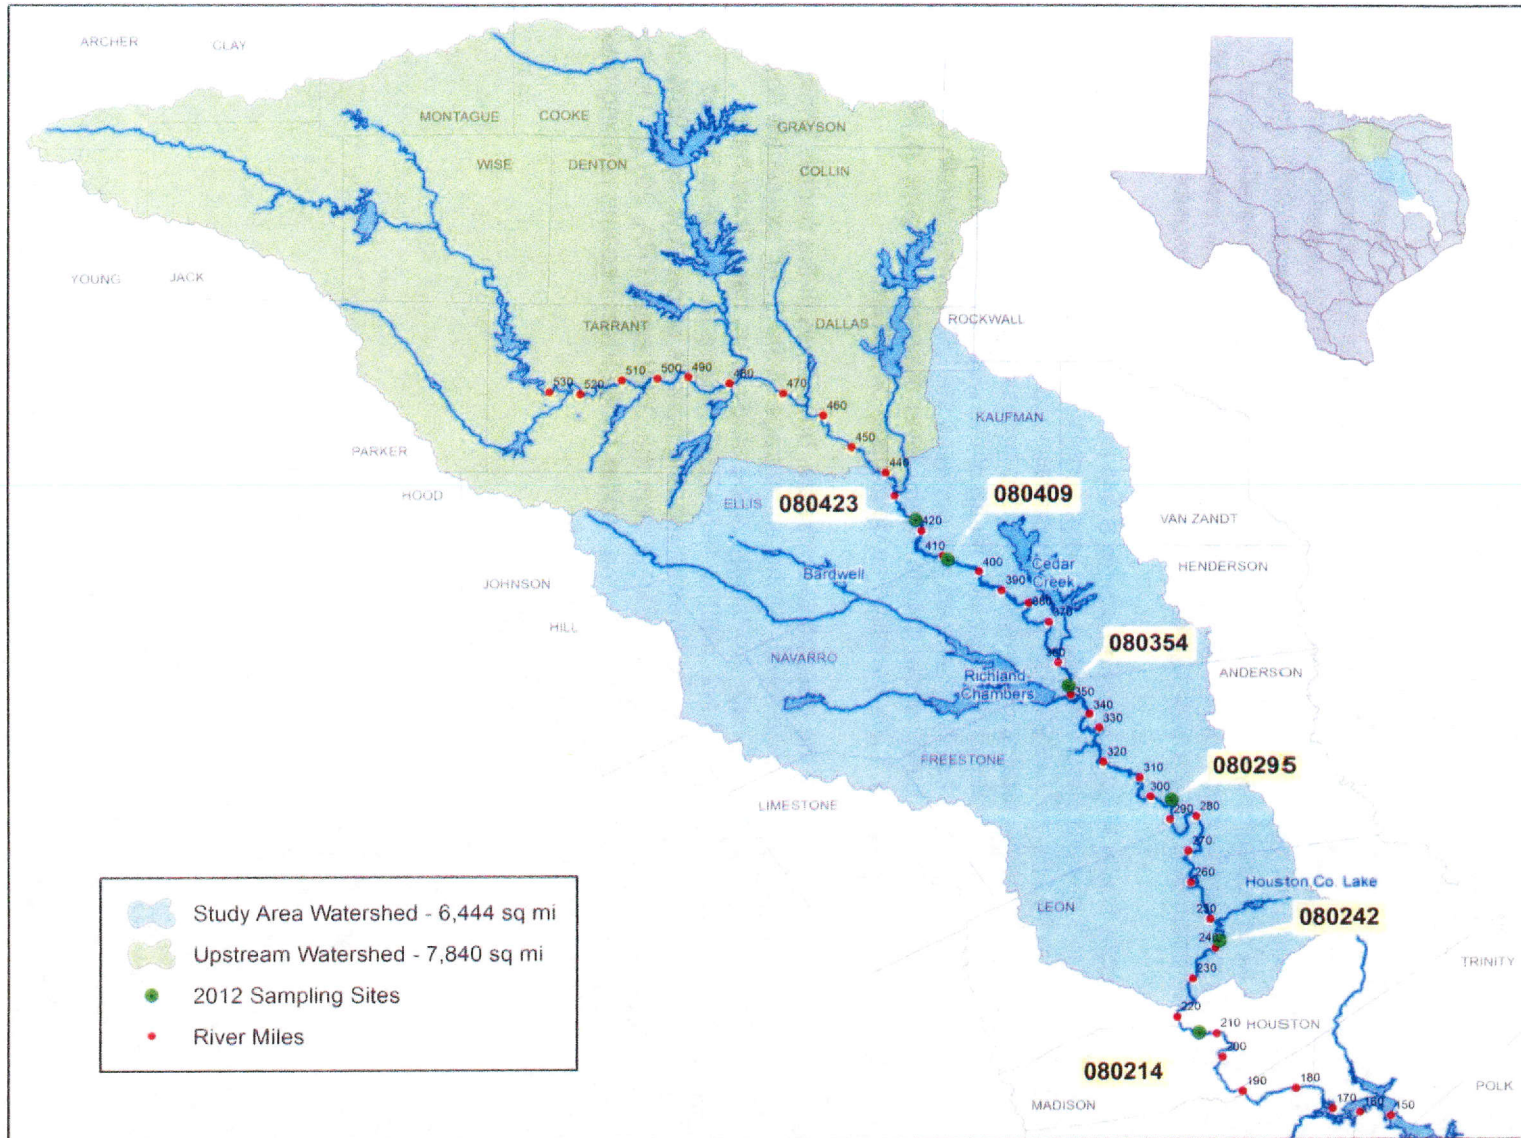 ARCHER
CLAY
MONTAGUE
COOKE
GRAYSON
WISE
DENTON
COLLIN
YOUNG
JACK
TARRANT
DALLAS
ROCKWALL
530
520
510
500
490
480
470
460
450
440
KAUFMAN
PARKER
HOOD
ELLIS
080423
080409
420
410
400
390
380
370
360
VAN ZANDT
HENDERSON
Bardwell
Cedar
Creek
JOHNSON
HILL
080354
NAVARRO
ANDERSON
Richland
Chambers
350
340
330
320
310
300
290
280
FREESTONE
080295
LIMESTONE
270
260
250
240
230
220
210
200
190
180
170
160
150
Houston Co. Lake
LEON
080242
TRINITY
HOUSTON
080214
MADISON
POLK
Study Area Watershed - 6,444 sq mi
Upstream Watershed - 7,840 sq mi
2012 Sampling Sites
River Miles